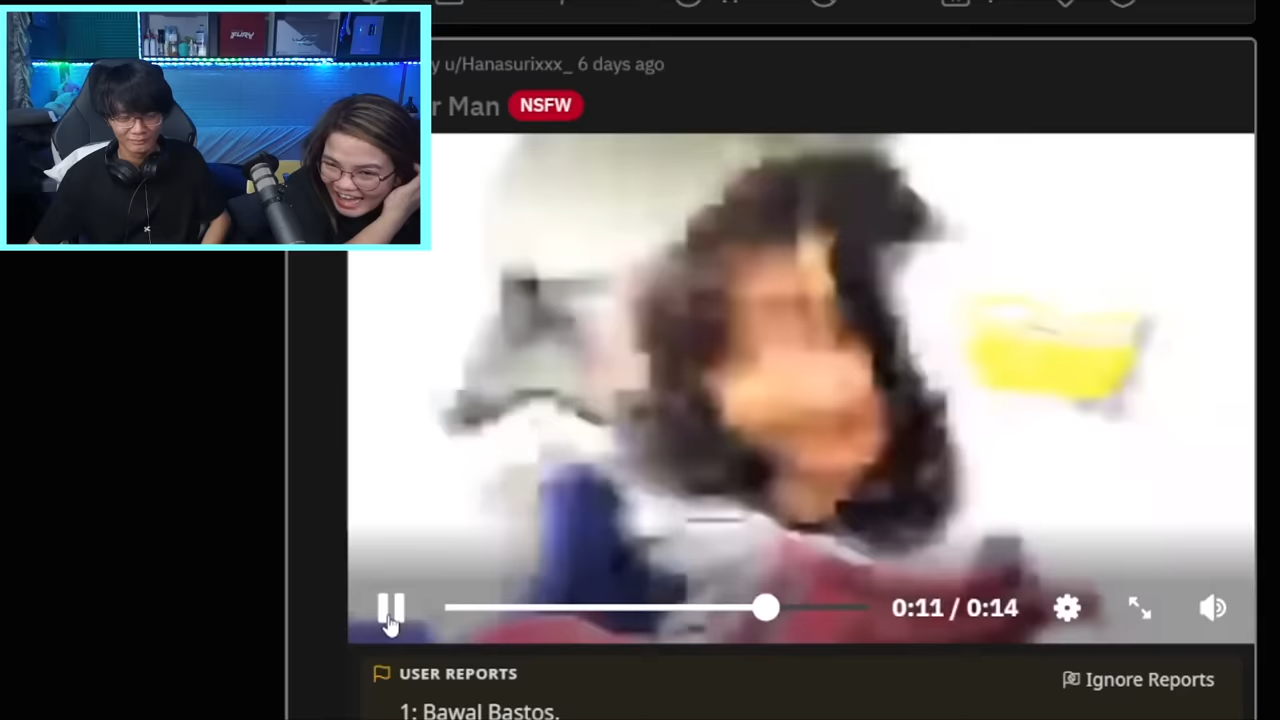 FURY
y u/Hanasurixxx_ 6 days ago
r Man NSFW
0:11 / 0:14
USER REPORTS
Ignore Reports
1: Bawal Bastos.